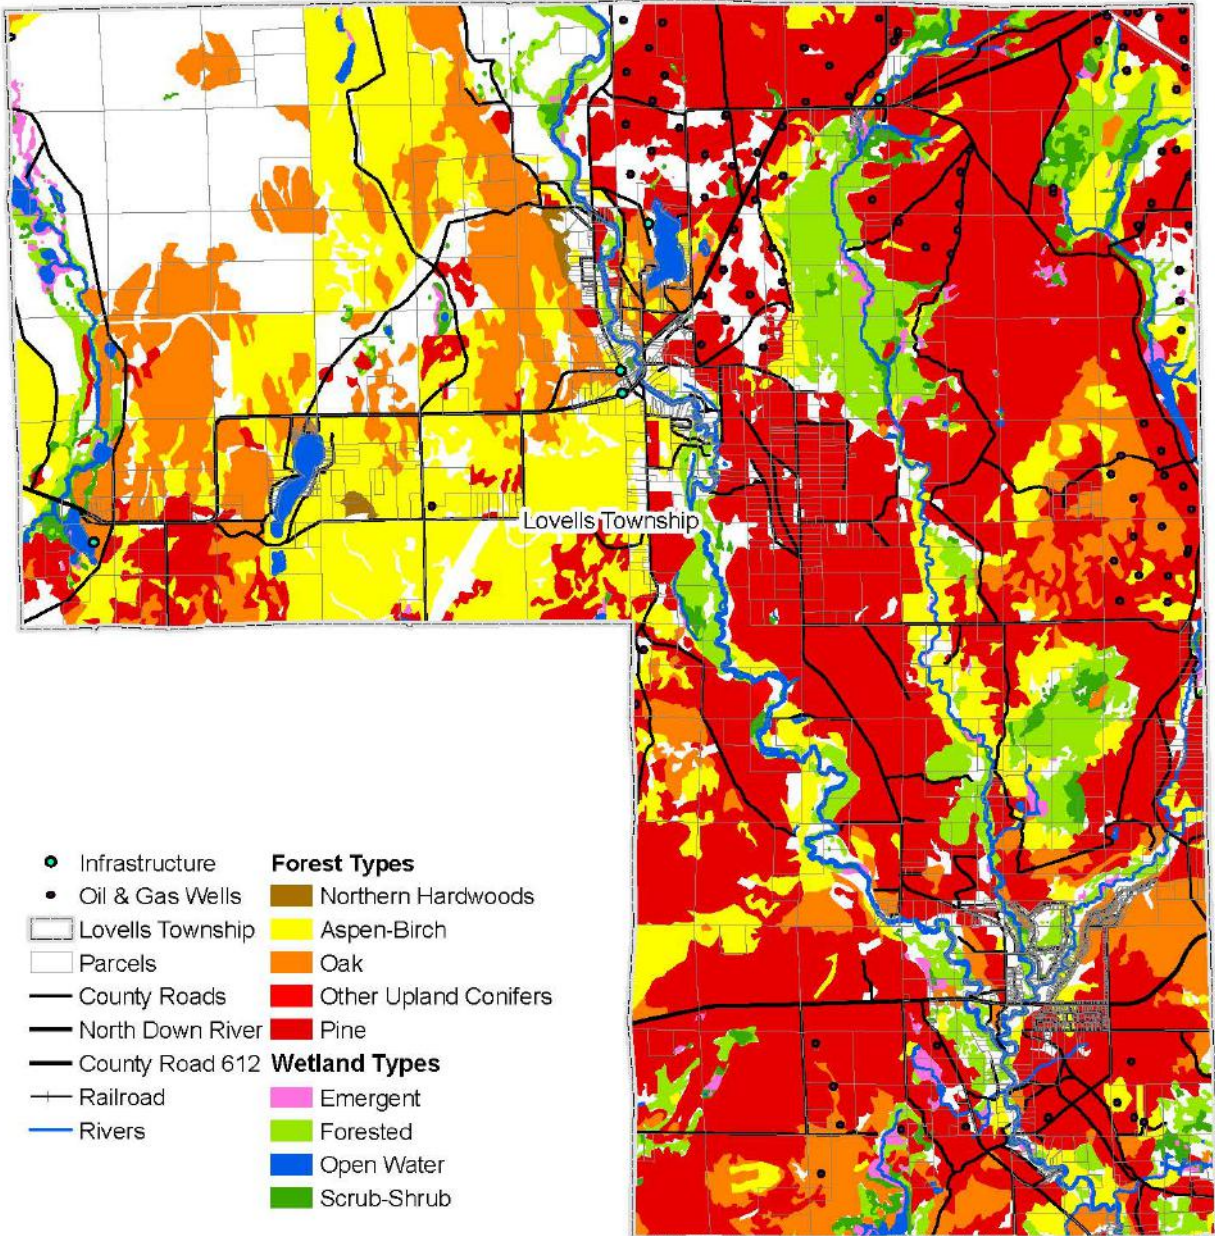 Lovells Township
Infrastructure
Oil & Gas Wells
Lovells Township
Parcels
County Roads
North Down River
County Road 612
Railroad
Rivers
Forest Types
Northern Hardwoods
Aspen-Birch
Oak
Other Upland Conifers
Pine
Wetland Types
Emergent
Forested
Open Water
Scrub-Shrub